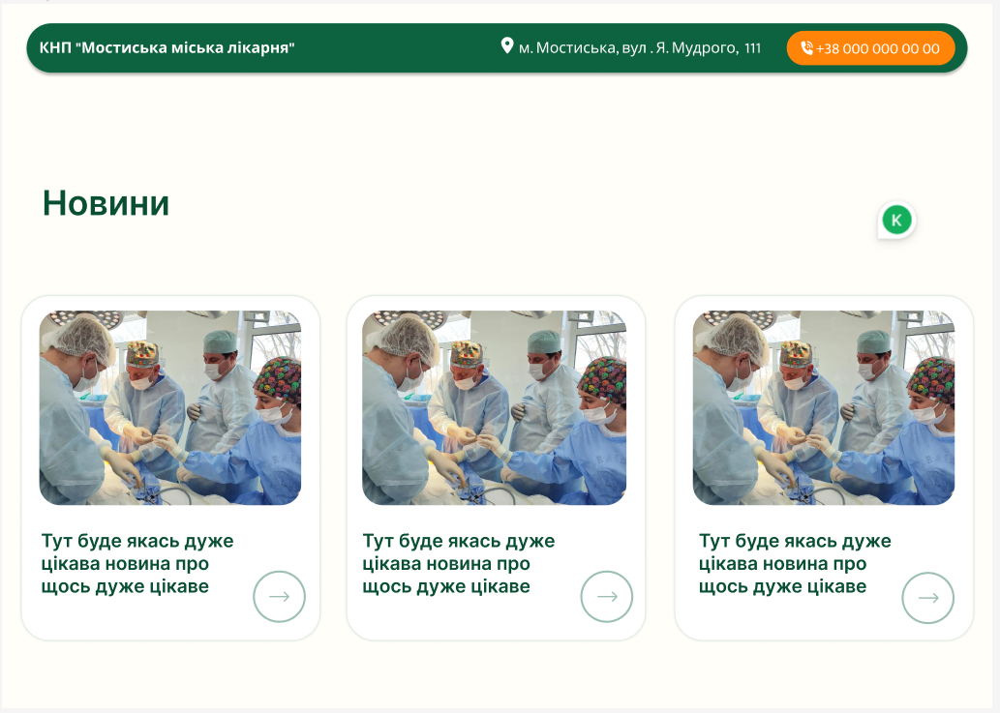 КНП "Мостиська міська лікарня"
м. Мостиська, вул . Я. Мудрого, 111
+38 000 000 00 00
Новини
K
Тут буде якась дуже
цікава новина про
щось дуже цікаве
Тут буде якась дуже
цікава новина про
щось дуже цікаве
Тут буде якась дуже
цікава новина про
щось дуже цікаве